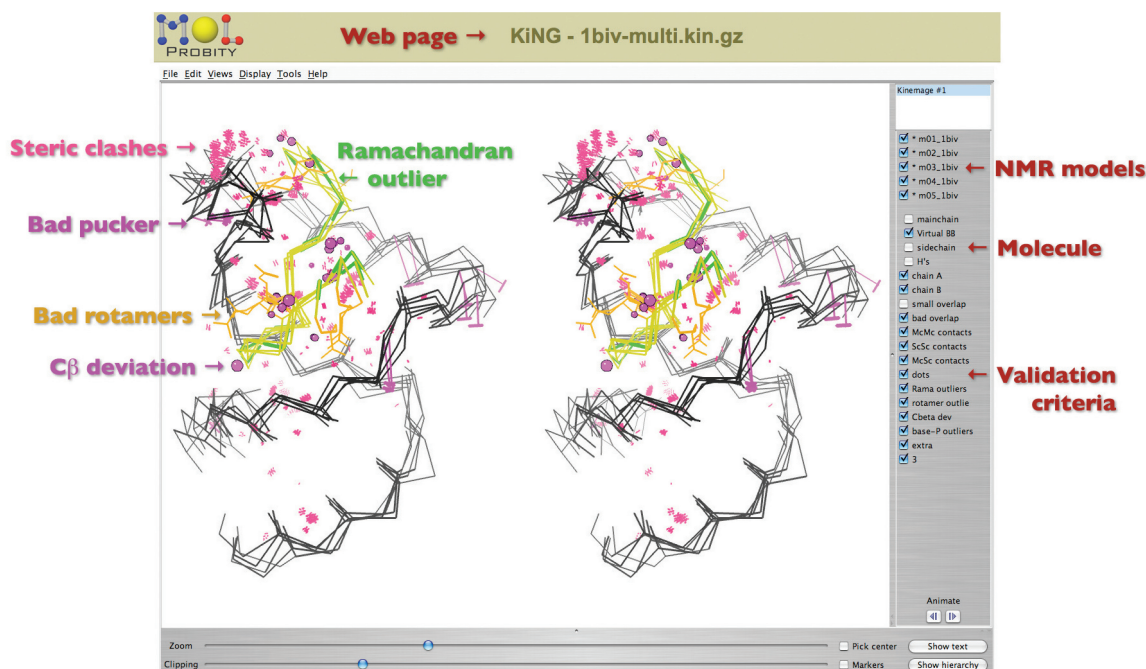 MOL
PROBITY
Web page → KiNG - 1biv-multi.kin.gz
File Edit Views Display Tools Help
Kinemage #1
* m01_1biv
* m02_1biv
* m03_1biv
* m04_1biv
* m05_1biv
mainchain
Virtual BB
sidechain
H's
chain A
chain B
small overlap
bad overlap
McMc contacts
ScSc contacts
McSc contacts
dots
Rama outliers
rotamer outlie
Cbeta dev
base-P outliers
extra
3
Steric clashes →
Ramachandran
← outlier
Bad pucker →
Bad rotamers →
Cβ deviation →
← NMR models
← Molecule
← Validation
criteria
Animate
Zoom
Pick center
Show text
Clipping
Markers
Show hierarchy